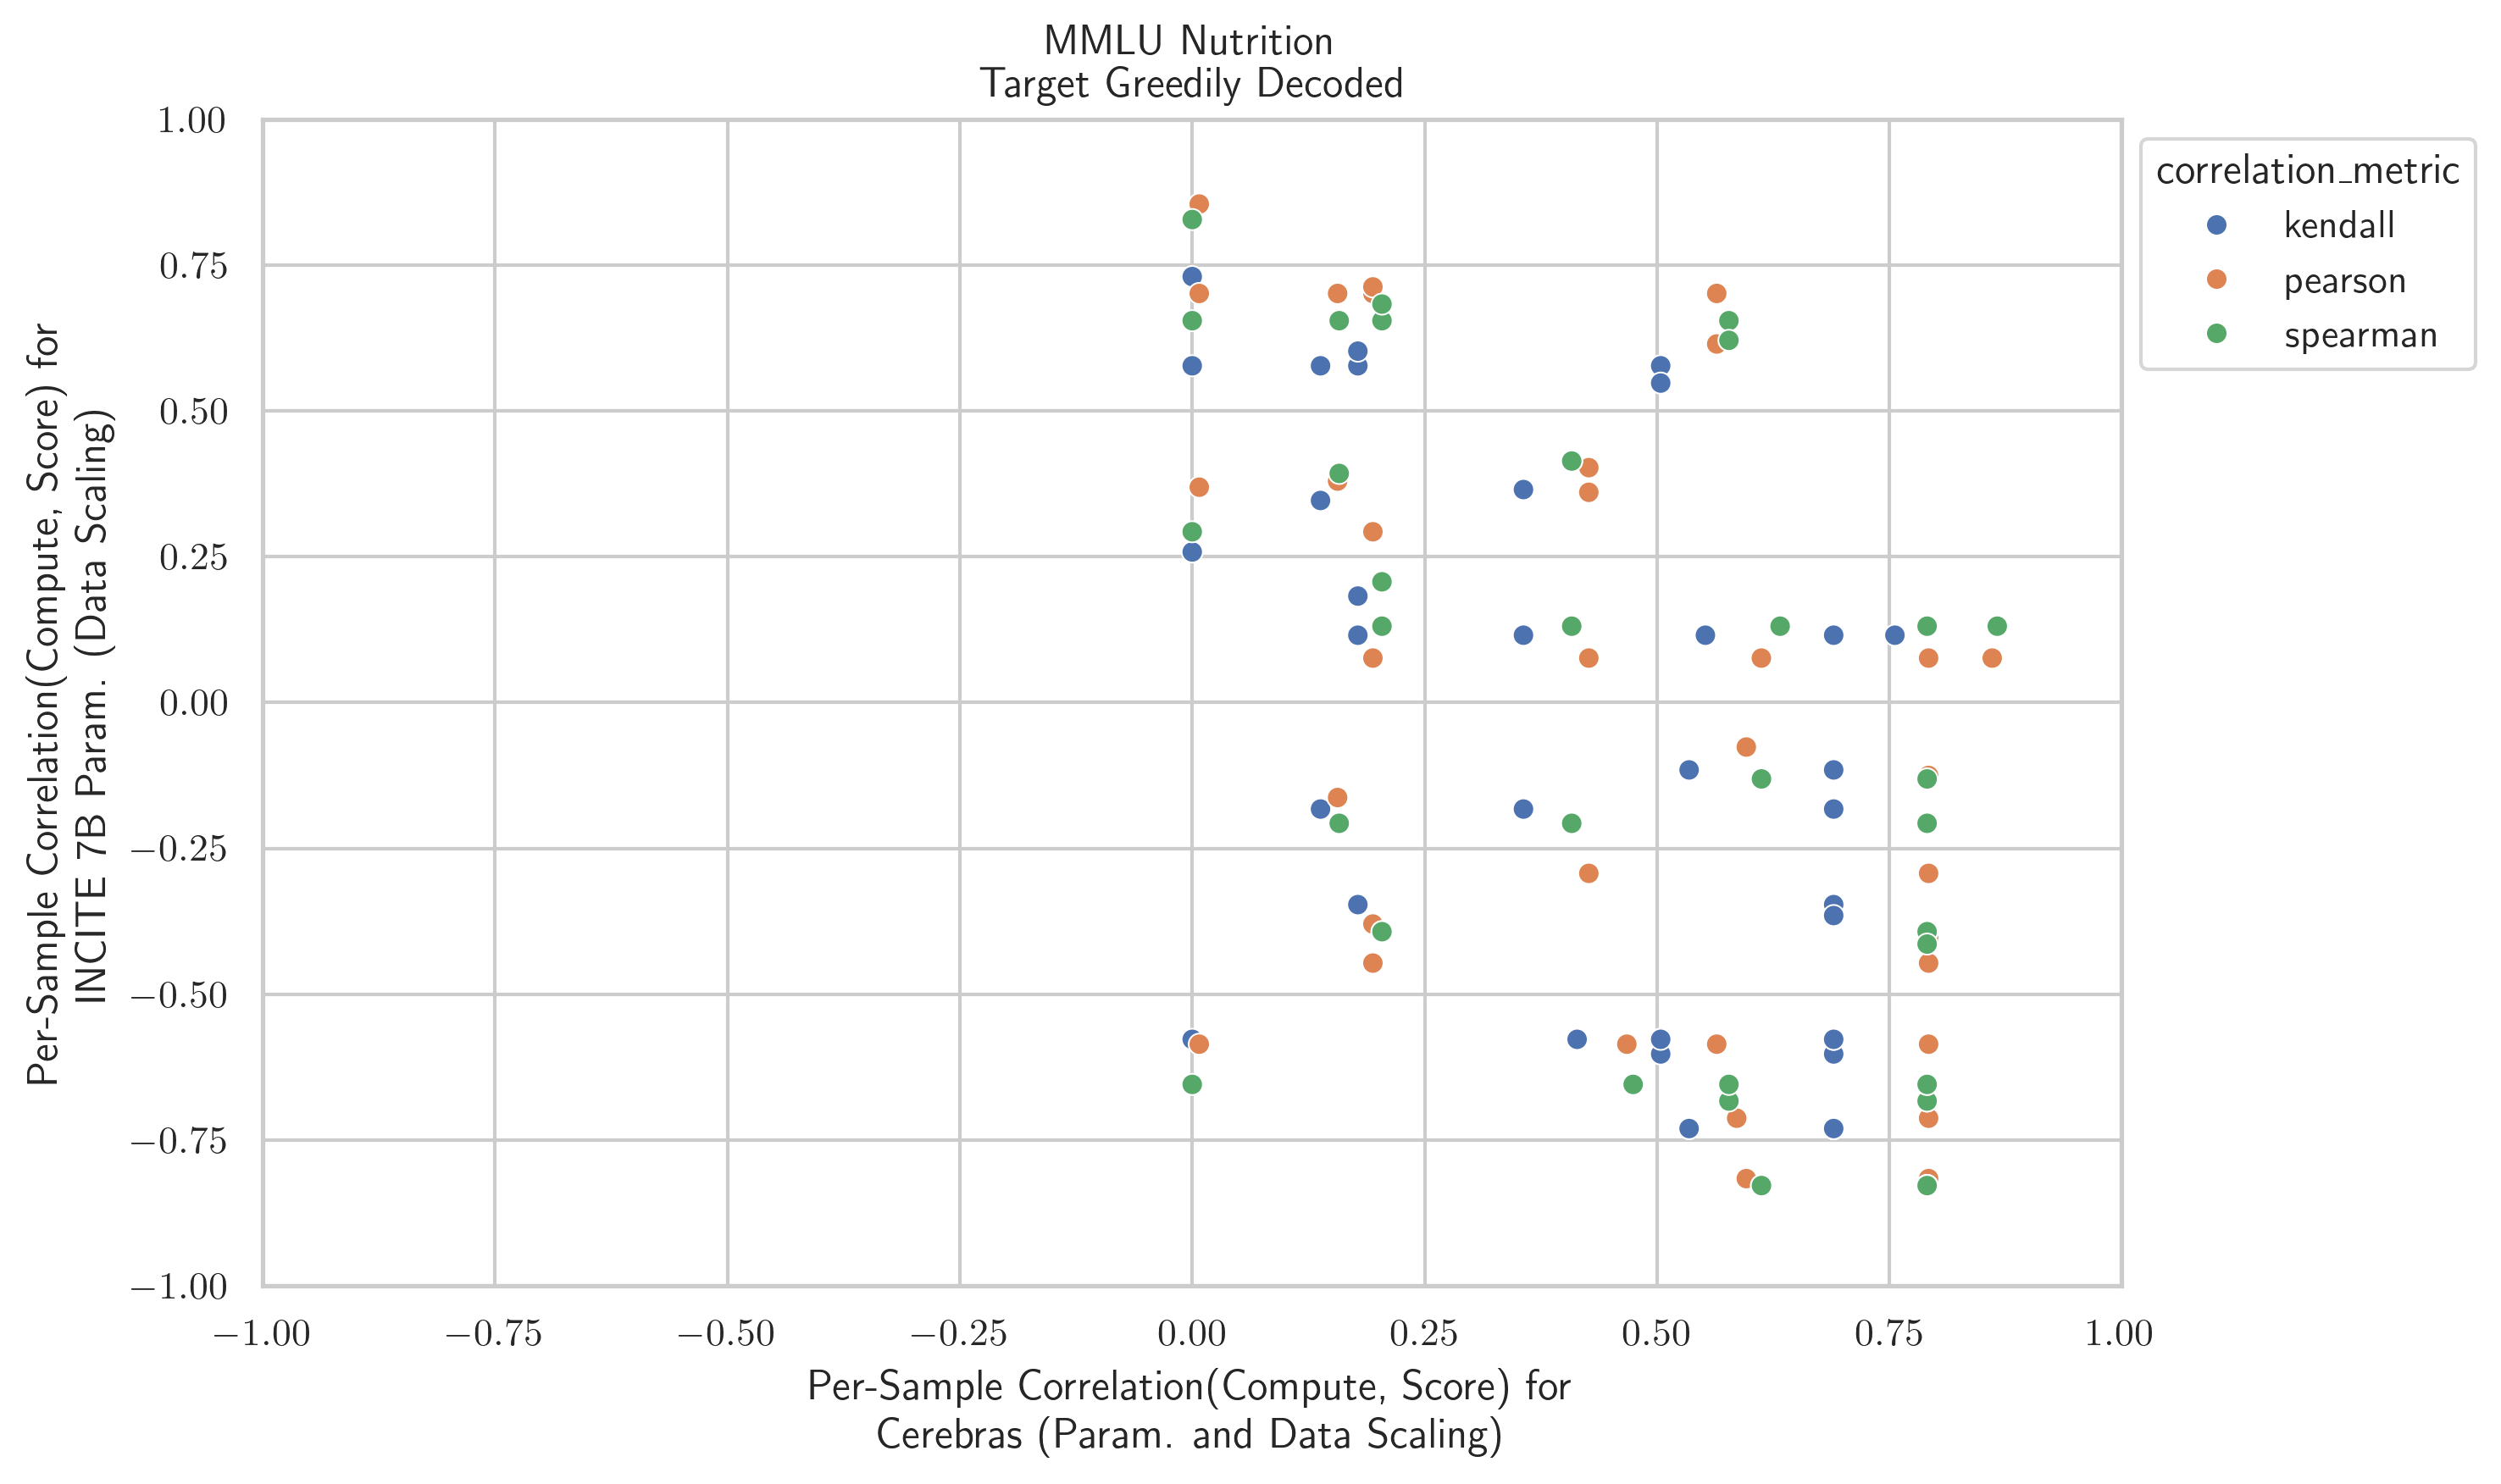 MMLU Nutrition
Target Greedily Decoded
Per-Sample Correlation(Compute, Score) for
INCITE 7B Param. (Data Scaling)
1.00
0.75
0.50
0.25
0.00
−0.25
−0.50
−0.75
−1.00
correlation_metric
kendall
pearson
spearman
−1.00
−0.75
−0.50
−0.25
0.00
0.25
0.50
0.75
1.00
Per-Sample Correlation(Compute, Score) for
Cerebras (Param. and Data Scaling)